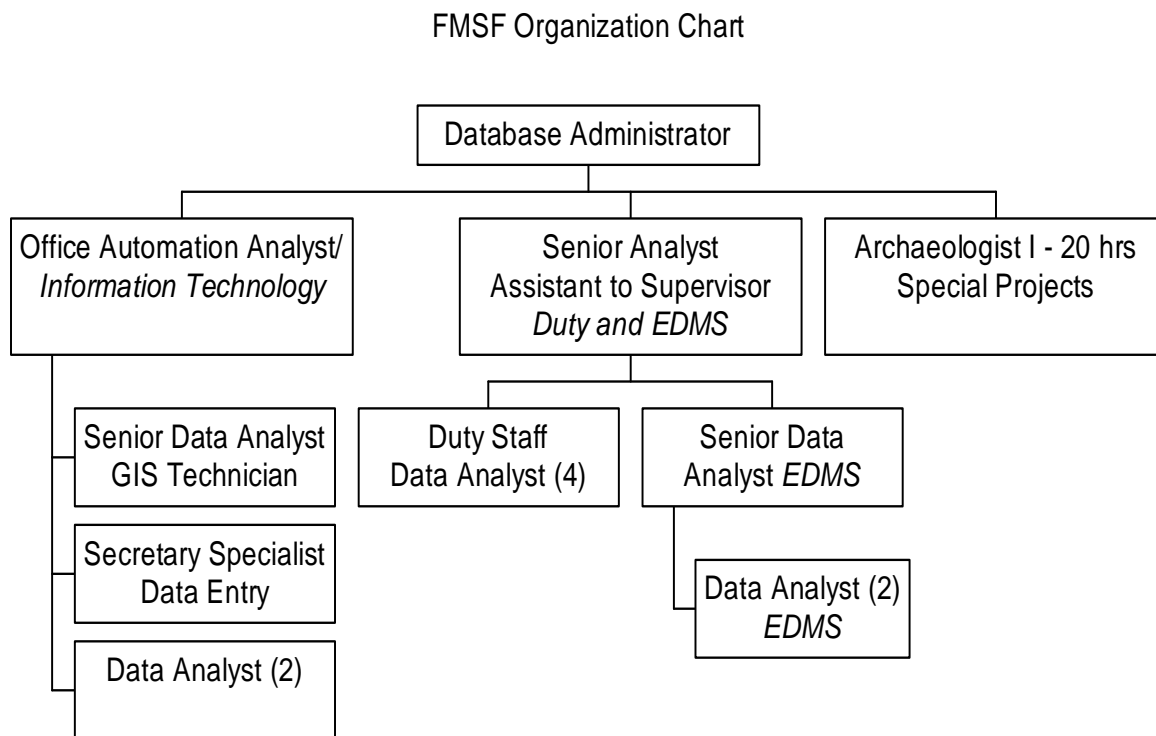 FMSF Organization Chart
Database Administrator
Office Automation Analyst/
Information Technology
Senior Analyst
Assistant to Supervisor
Duty and EDMS
Archaeologist I - 20 hrs
Special Projects
Senior Data Analyst
GIS Technician
Secretary Specialist
Data Entry
Data Analyst (2)
Duty Staff
Data Analyst (4)
Senior Data
Analyst EDMS
Data Analyst (2)
EDMS